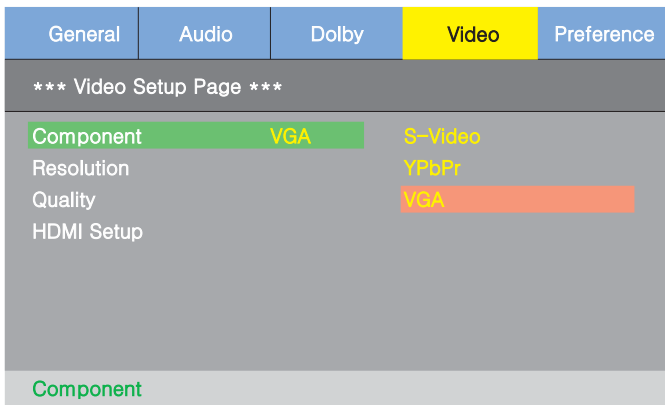 General Audio Dolby Video Preference
*** Video Setup Page ***
Component VGA S-Video
Resolution YPbPr
Quality VGA
HDMI Setup
Component